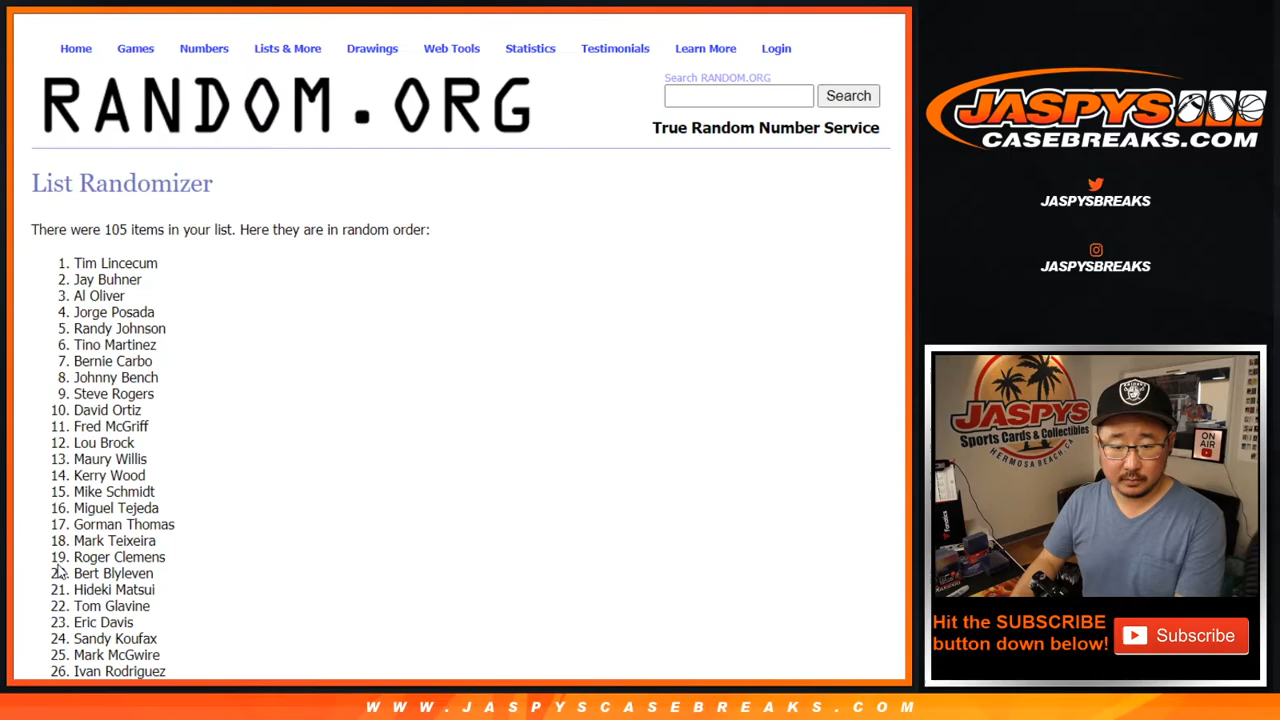 Home Games Numbers Lists & More Drawings Web Tools Statistics Testimonials Learn More Login
RANDOM.ORG
Search RANDOM.ORG
Search
True Random Number Service
List Randomizer
There were 105 items in your list. Here they are in random order:
1. Tim Lincecum
2. Jay Buhner
3. Al Oliver
4. Jorge Posada
5. Randy Johnson
6. Tino Martinez
7. Bernie Carbo
8. Johnny Bench
9. Steve Rogers
10. David Ortiz
11. Fred McGriff
12. Lou Brock
13. Maury Willis
14. Kerry Wood
15. Mike Schmidt
16. Miguel Tejeda
17. Gorman Thomas
18. Mark Teixeira
19. Roger Clemens
20. Bert Blyleven
21. Hideki Matsui
22. Tom Glavine
23. Eric Davis
24. Sandy Koufax
25. Mark McGwire
26. Ivan Rodriguez
JASPYS
CASEBREAKS.COM
JASPYSBREAKS
JASPYSBREAKS
JASPYS
Sports Cards & Collectibles
HERMOSA BEACH, CA
RAIDERS
ON
AIR
Fanatics
Hit the SUBSCRIBE
button down below!
Subscribe
WWW.JASPYSCASEBREAKS.COM